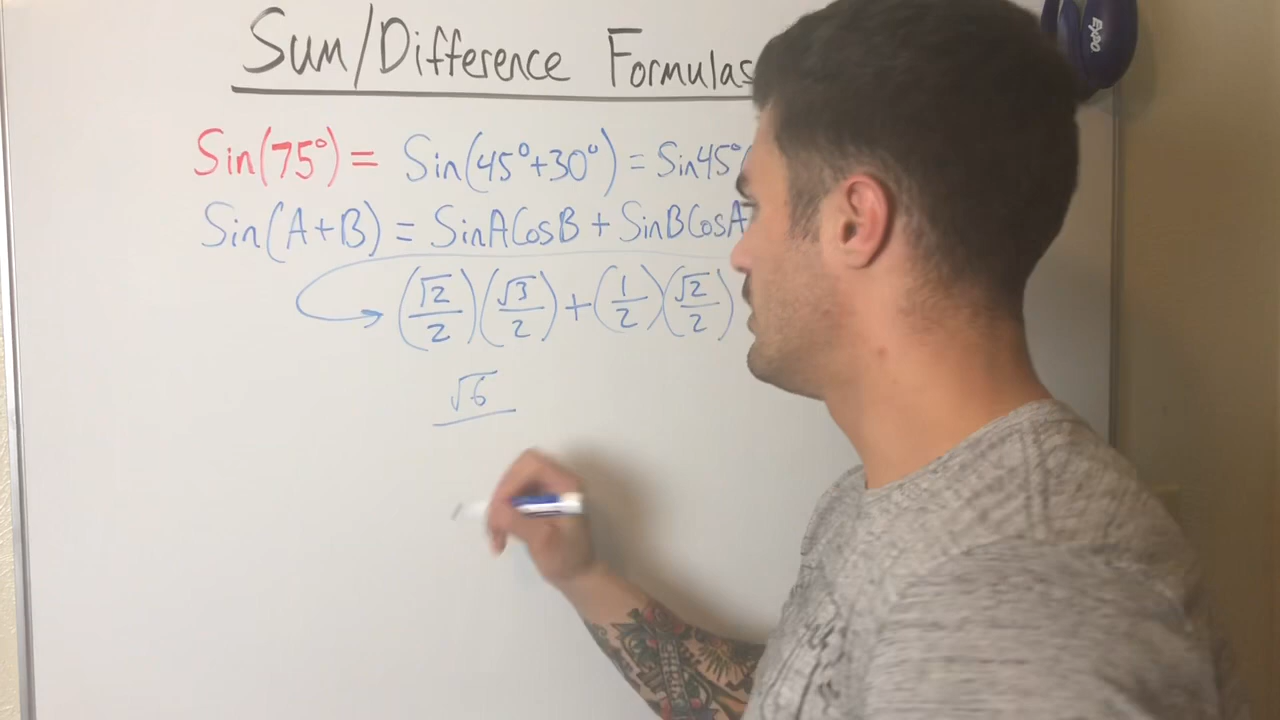 Sum/Difference Formulas
Sin(75°) = Sin(45°+30°) = Sin45°
Sin(A+B) = SinACosB + SinBCosA
(√2/2)(√3/2)+(1/2)(√2/2)
√6
EXPO